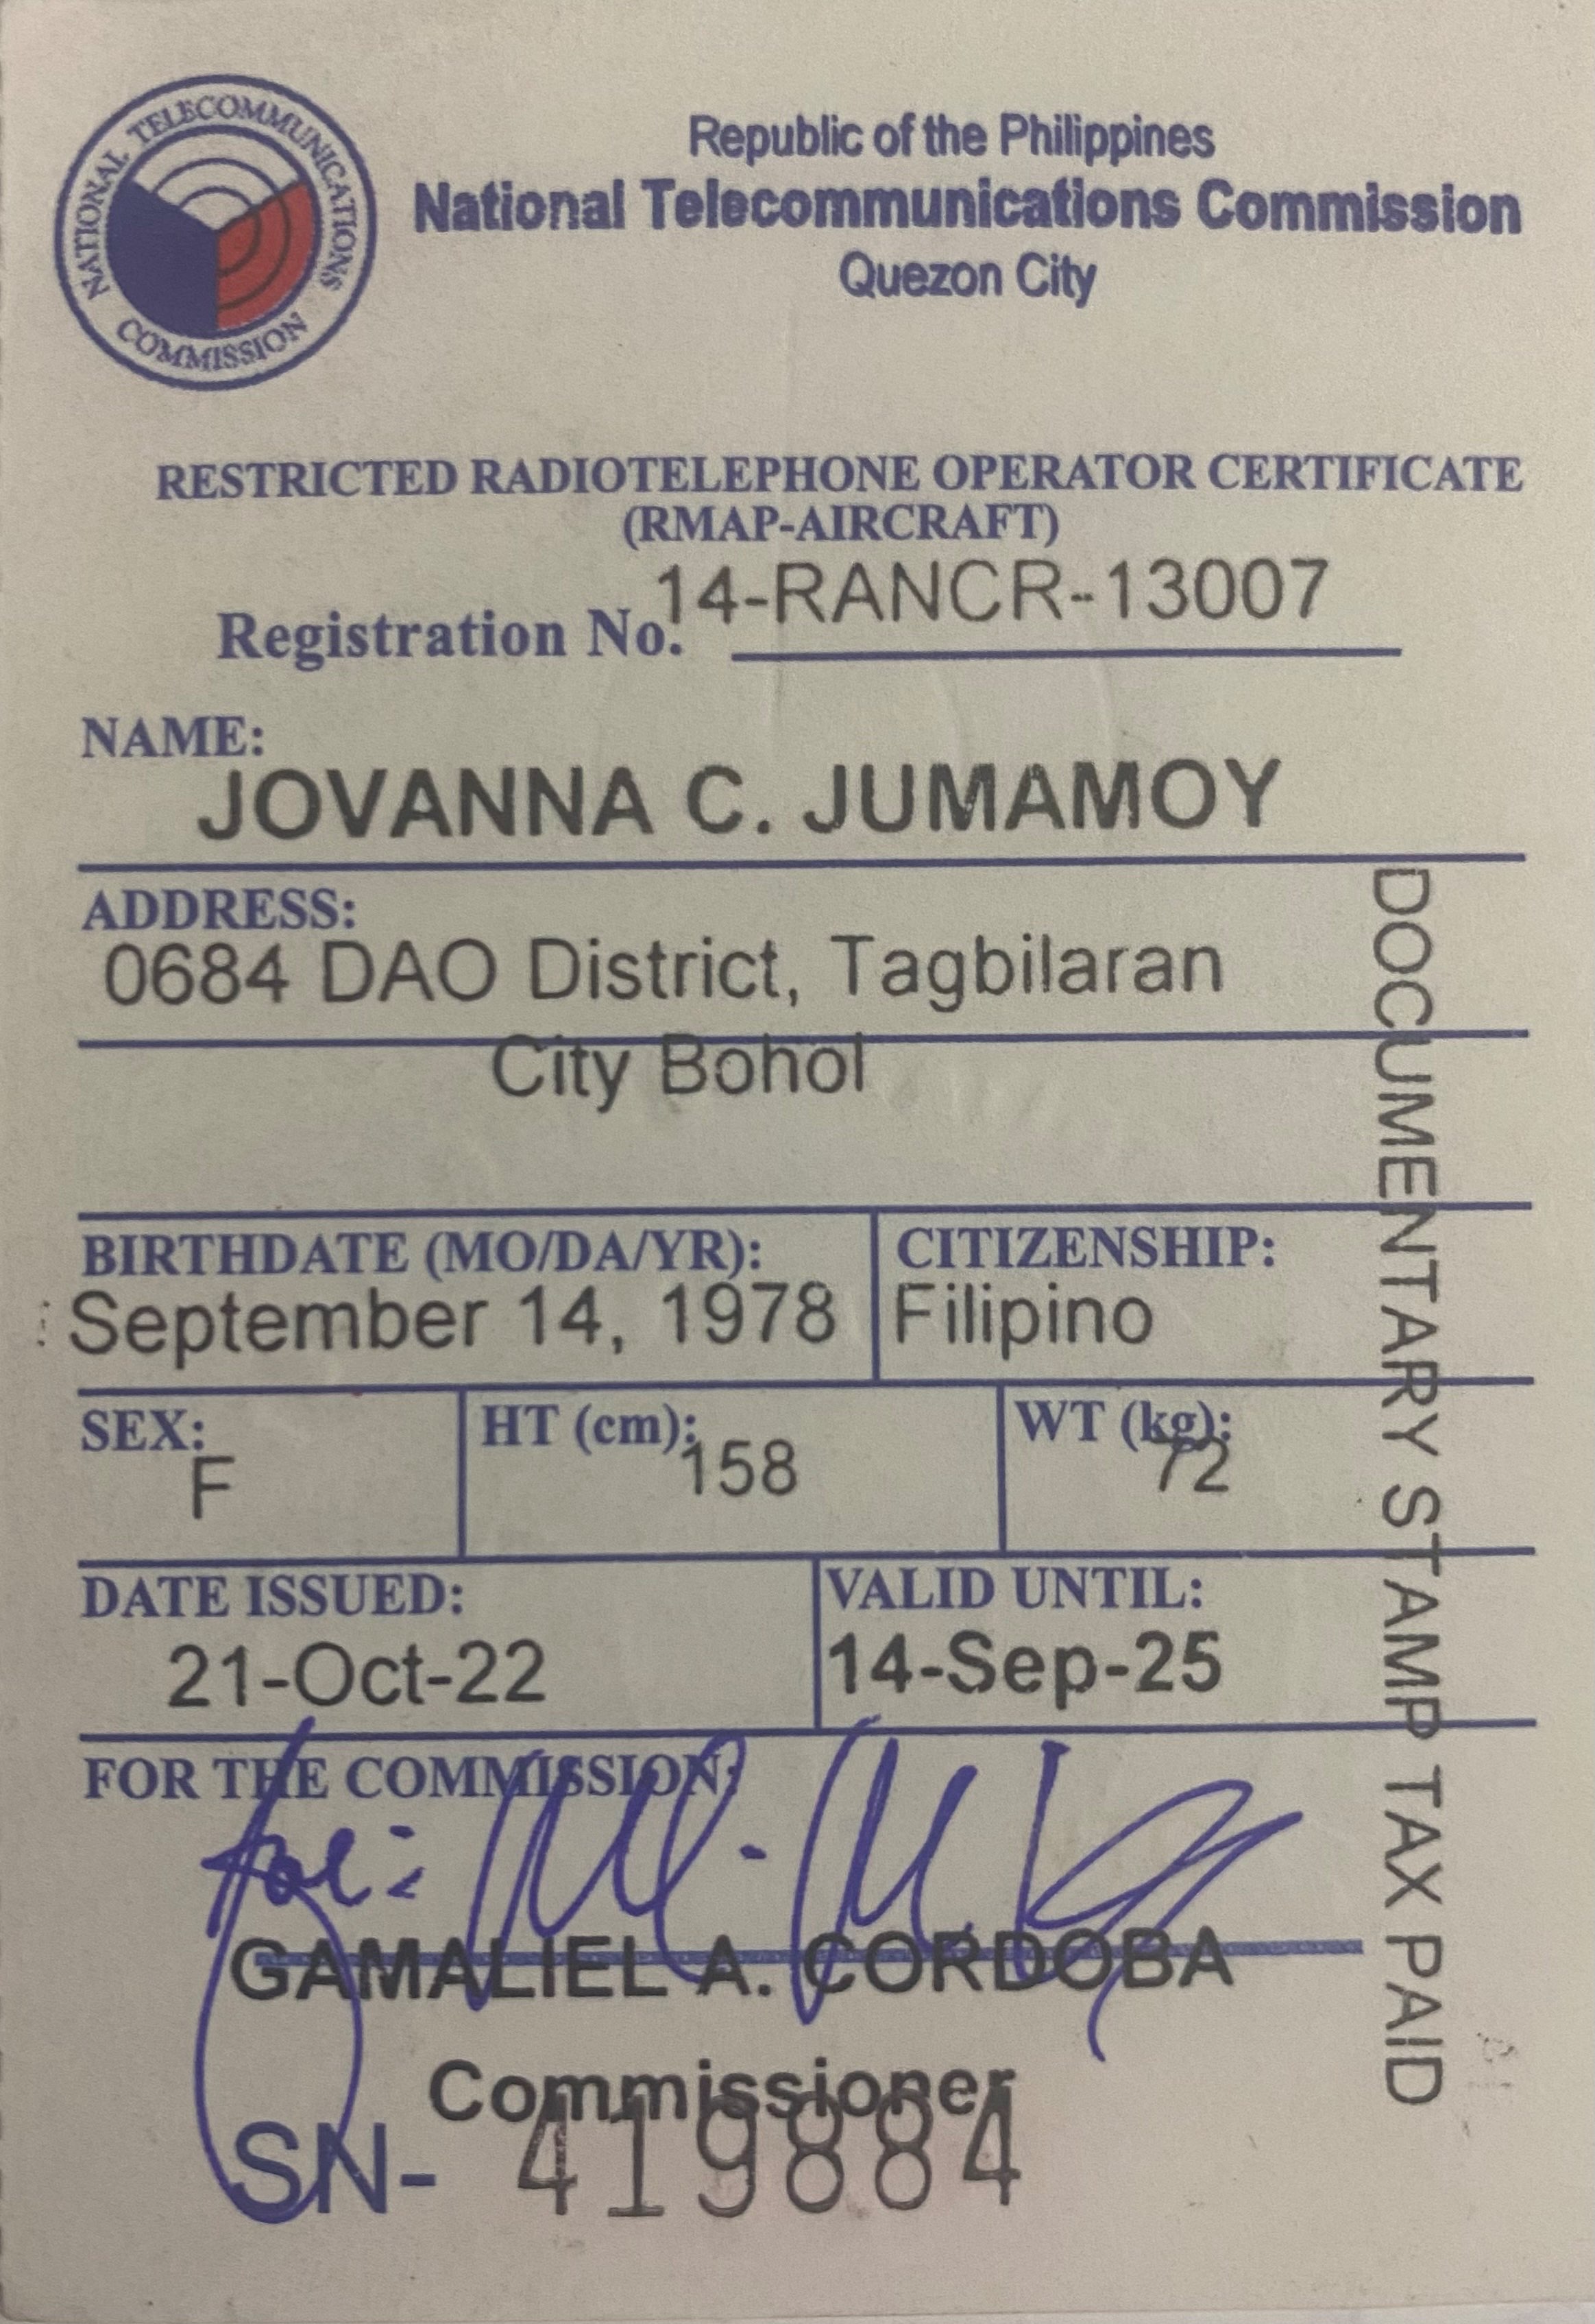 NATIONAL TELECOMMUNICATIONS
COMMISSION
Republic of the Philippines
National Telecommunications Commission
Quezon City
RESTRICTED RADIOTELEPHONE OPERATOR CERTIFICATE
(RMAP-AIRCRAFT)
Registration No. 14-RANCR-13007
NAME:
JOVANNA C. JUMAMOY
ADDRESS:
0684 DAO District, Tagbilaran
City Bohol
BIRTHDATE (MO/DA/YR): CITIZENSHIP:
September 14, 1978 Filipino
SEX: HT (cm): WT (kg):
F 158 72
DATE ISSUED: VALID UNTIL:
21-Oct-22 14-Sep-25
FOR THE COMMISSION:
for:
GAMALIEL A. CORDOBA
Commissioner
SN- 419884
DOCUMENTARY STAMP TAX PAID